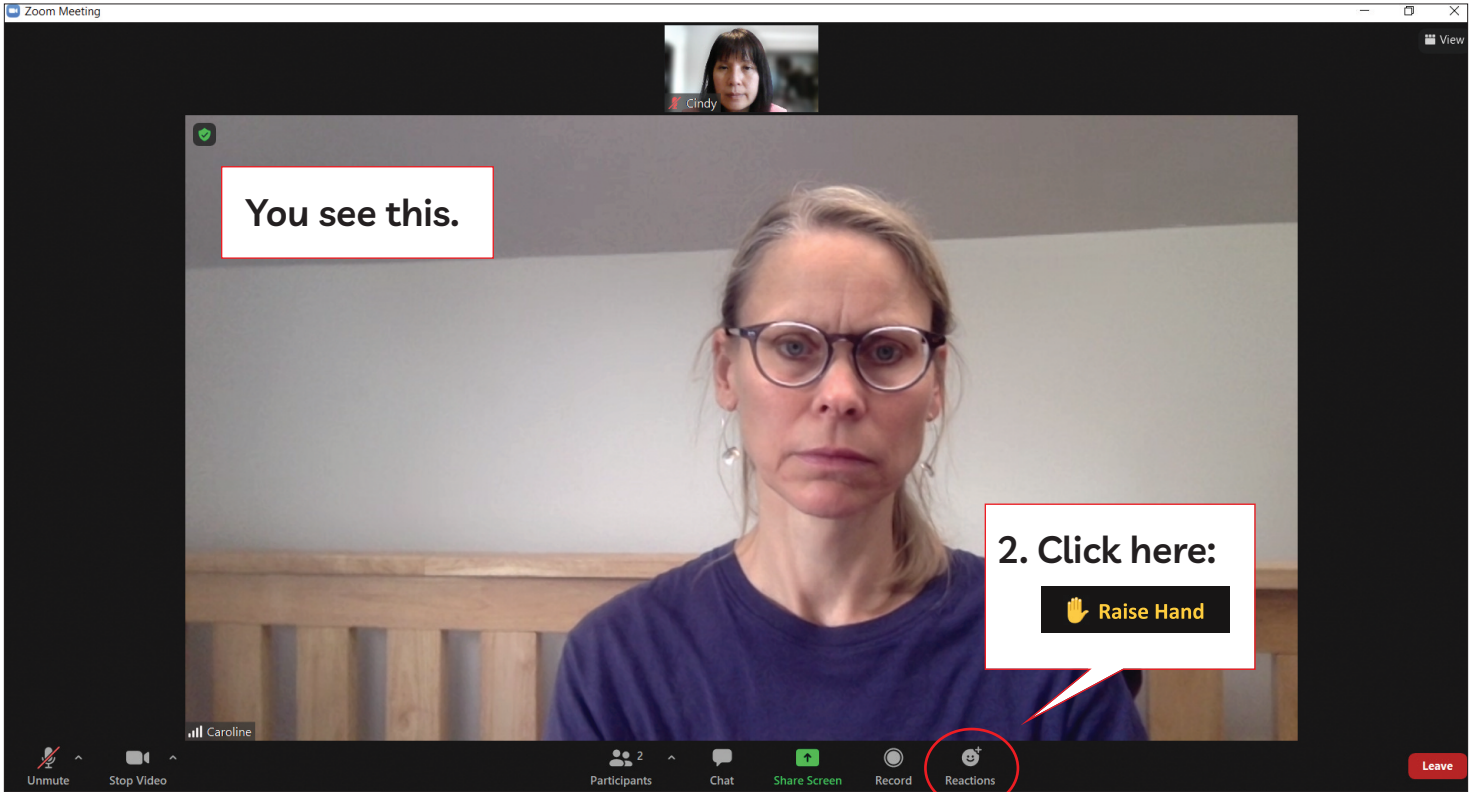 Zoom Meeting
View
Cindy
You see this.
2. Click here:
✋ Raise Hand
Caroline
Unmute
Stop Video
Participants
2
Chat
Share Screen
Record
Reactions
Leave